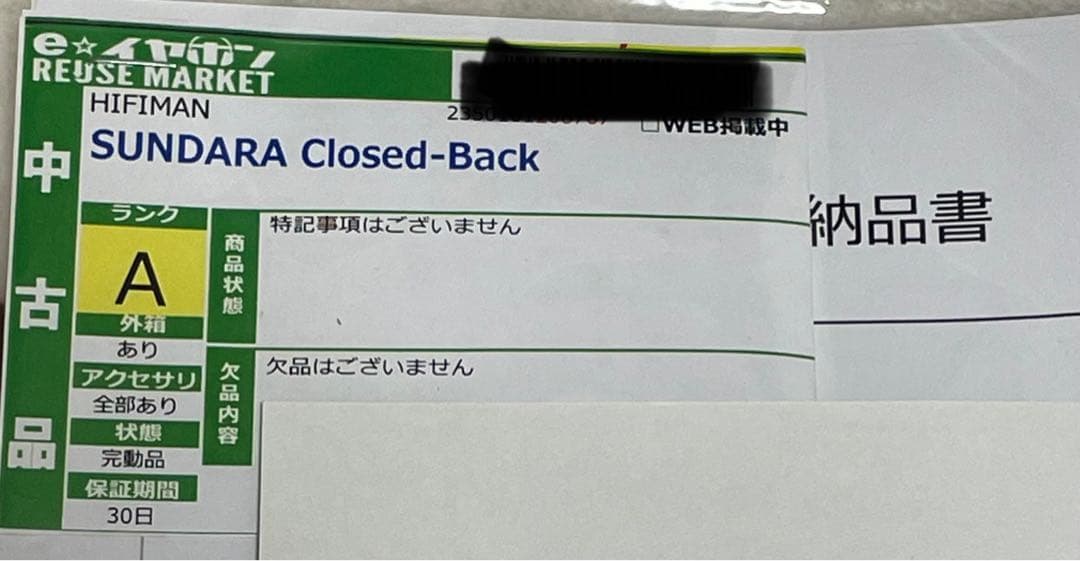 e☆イヤホン
REUSE MARKET
HIFIMAN
□WEB掲載中
SUNDARA Closed-Back
中古品
ランク
A
外箱
あり
アクセサリ
全部あり
状態
完動品
保証期間
30日
商品状態
特記事項はございません
欠品内容
欠品はございません
納品書